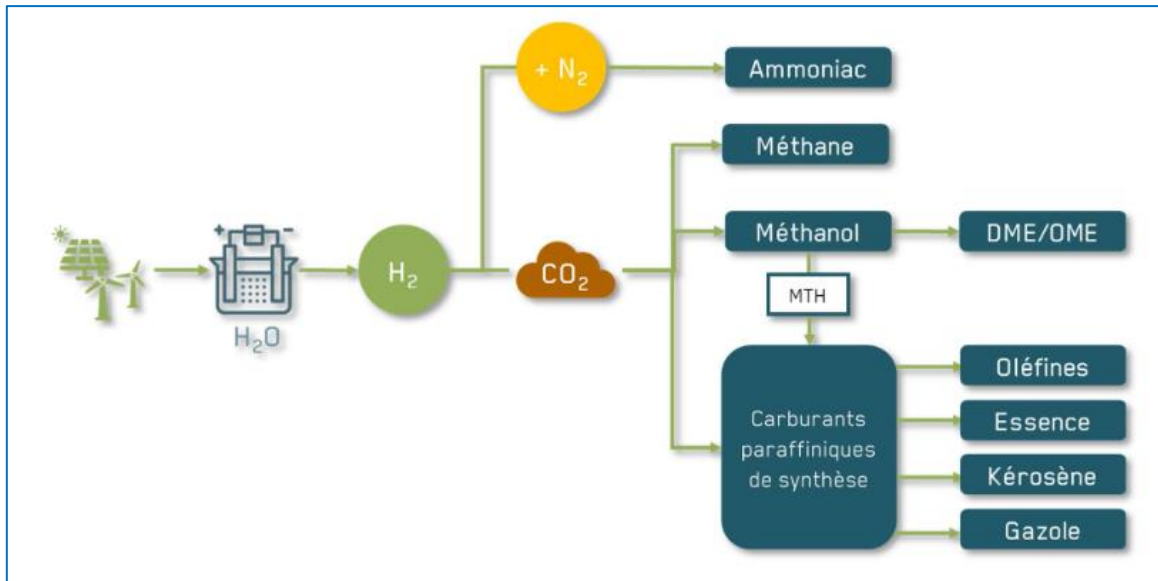 + N₂
Ammoniac
Méthane
Méthanol
DME/OME
+ −
H₂
CO₂
MTH
H₂O
Carburants
paraffiniques
de synthèse
Oléfines
Essence
Kérosène
Gazole